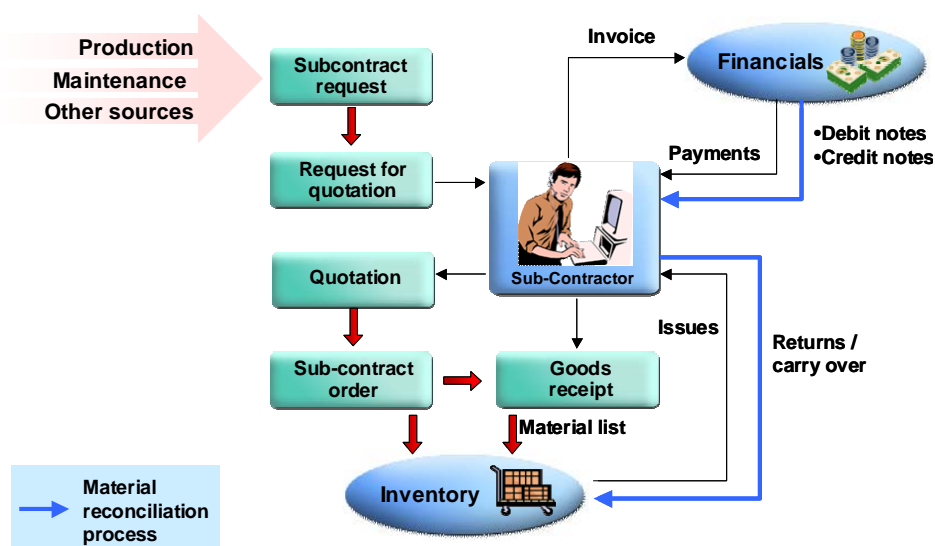 Production
Maintenance
Other sources
Subcontract
request
Invoice
Financials
•Debit notes
•Credit notes
Payments
Request for
quotation
Sub-Contractor
Quotation
Issues
Returns /
carry over
Sub-contract
order
Goods
receipt
Material list
Inventory
Material
reconciliation
process